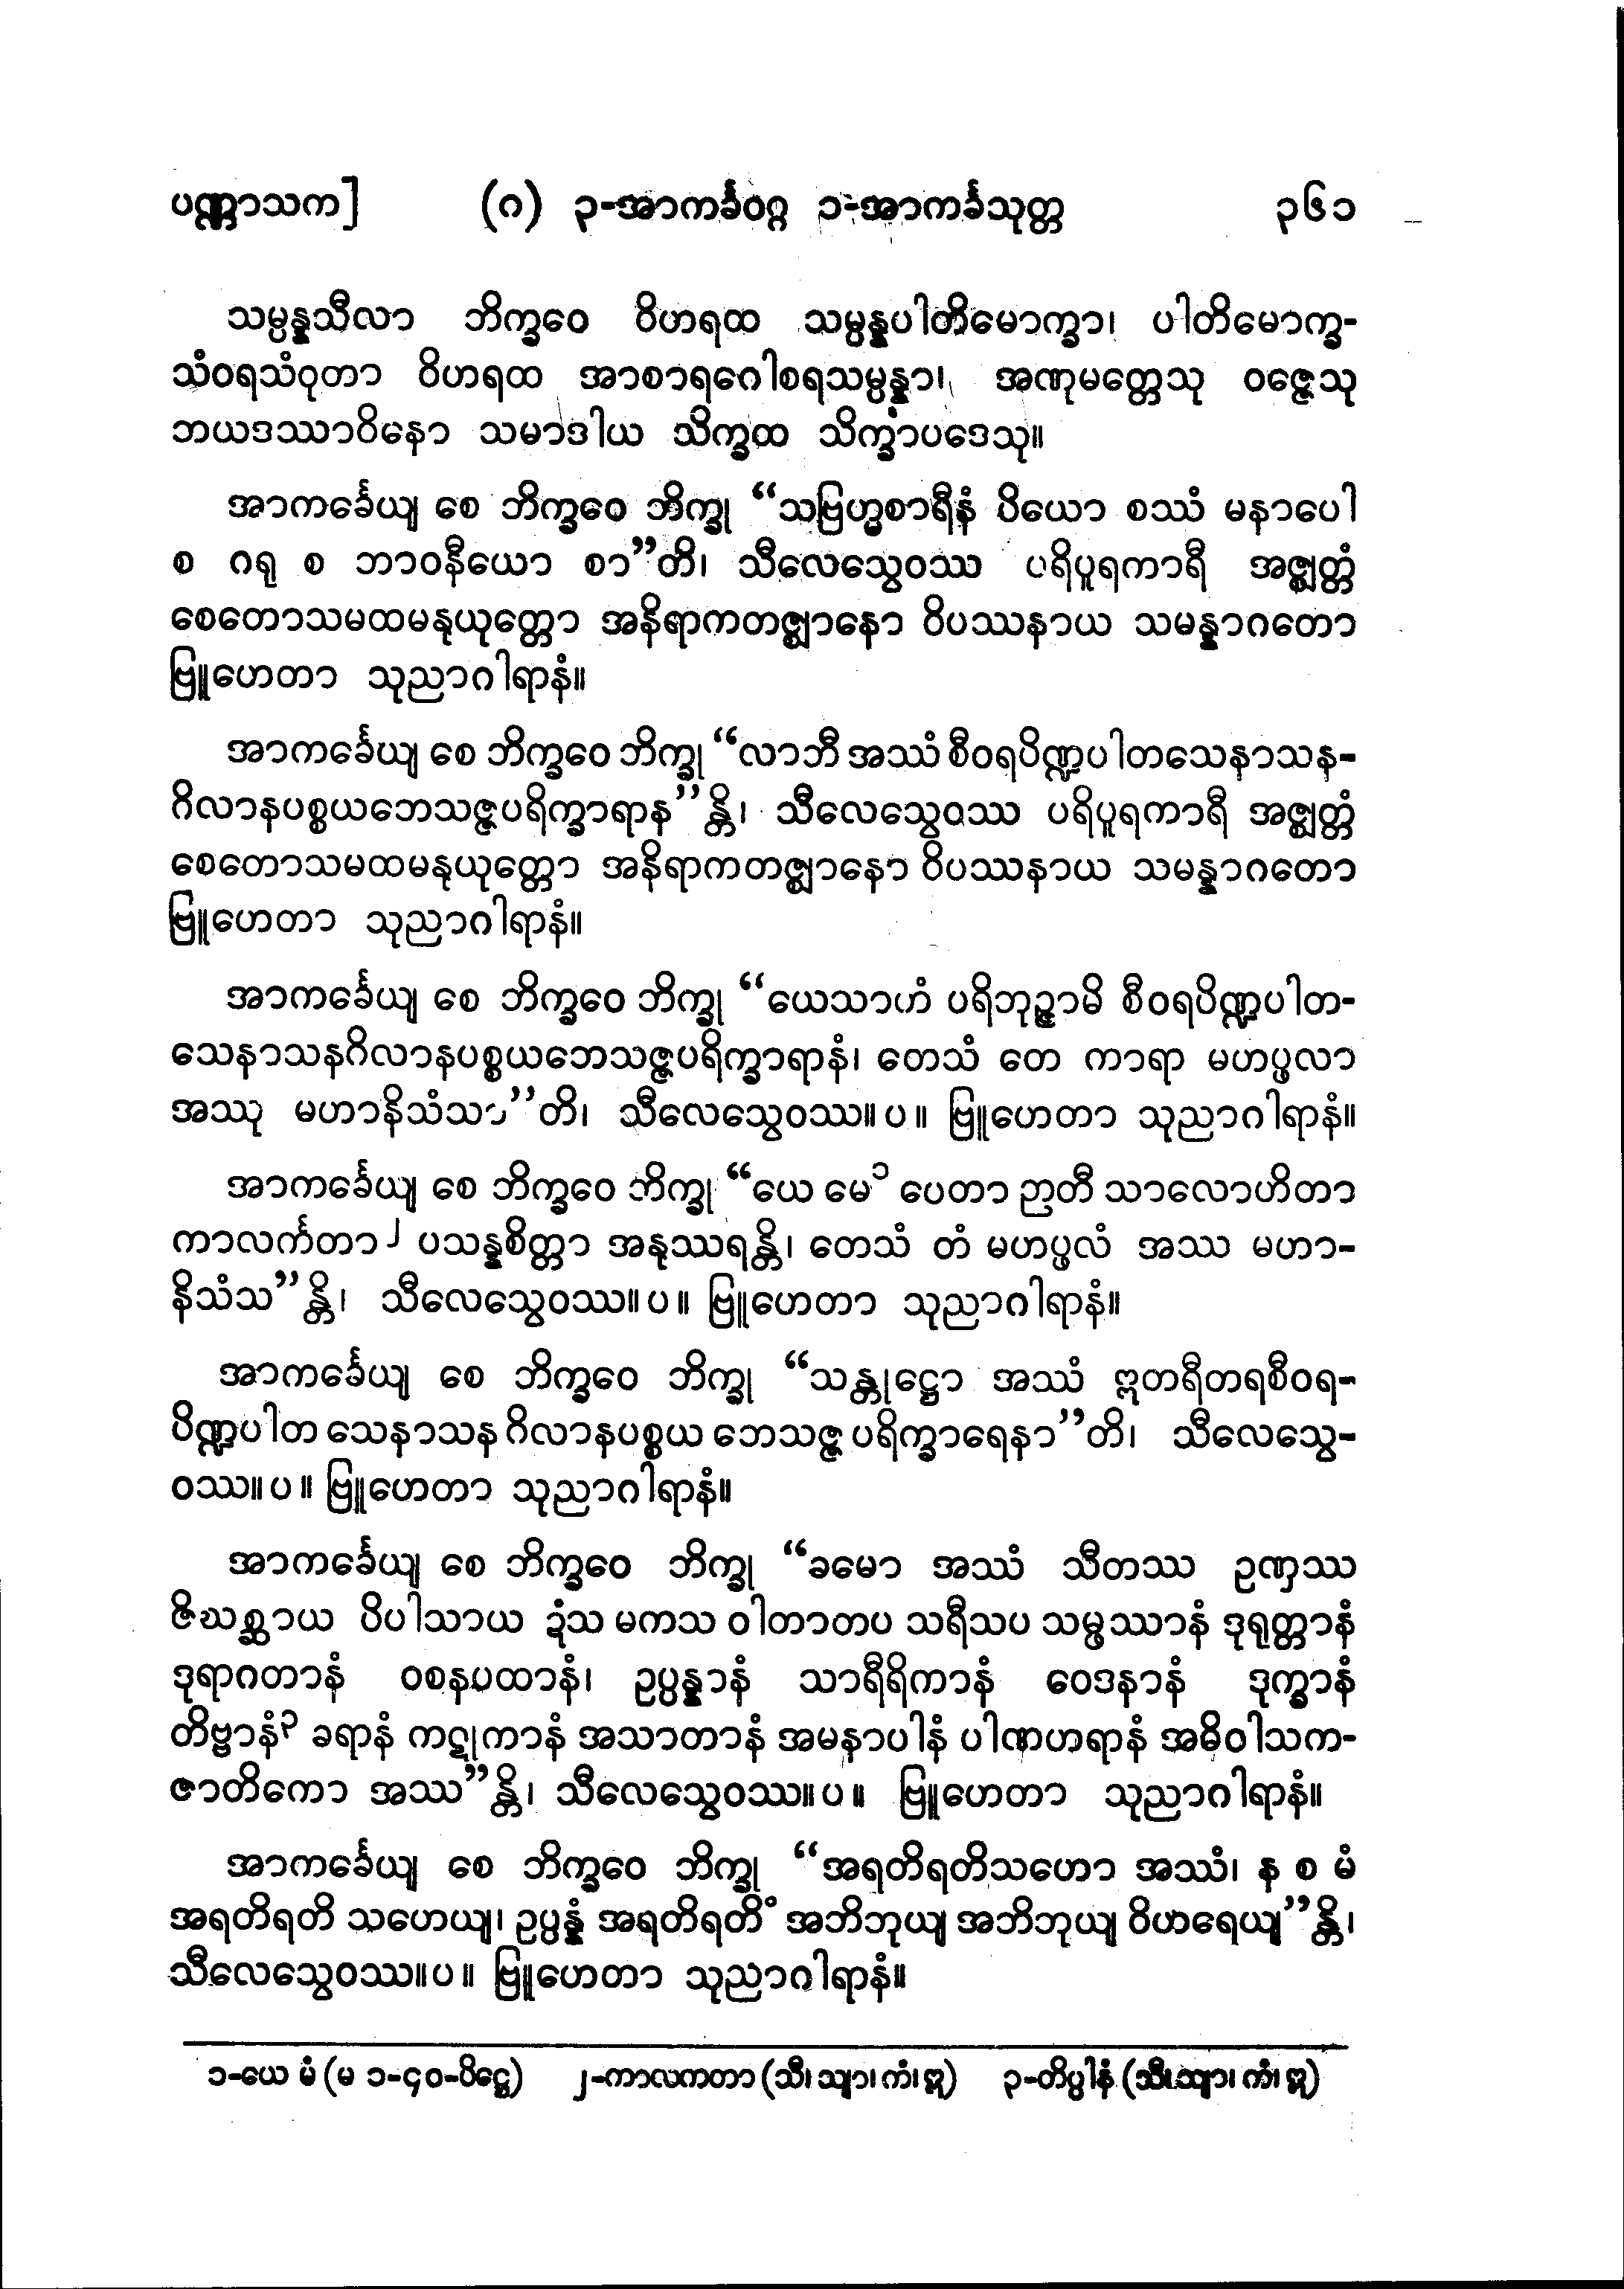 ပဏ္ဏာသက] (ဂ) ၃-အာကင်္ခဝဂ္ဂ ၁-အာကင်္ခသုတ္တ ၃၆၁
သမ္ပန္နသီလာ ဘိက္ခဝေ ဝိဟရထ သမ္ပန္နပါတိမောက္ခာ၊ ပါတိမောက္ခ-
သံဝရသံဝုတာ ဝိဟရထ အာစာရဂေါစရသမ္ပန္နာ၊ အဏုမတ္တေသု ဝဇ္ဇေသု
ဘယဒဿာဝိနော သမာဒါယ သိက္ခထ သိက္ခာပဒေသု။
အာကင်္ခေယျ စေ ဘိက္ခဝေ ဘိက္ခု “သဗြဟ္မစာရီနံ ပိယော စဿံ မနာပေါ
စ ဂရု စ ဘာဝနီယော စာ”တိ၊ သီလေသွေဝဿ ပရိပူရကာရီ အဇ္ဈတ္တံ
စေတောသမထမနုယုတ္တော အနိရာကတဇ္ဈာနော ဝိပဿနာယ သမန္နာဂတော
ဗြူဟေတာ သုညာဂါရာနံ။
အာကင်္ခေယျ စေ ဘိက္ခဝေ ဘိက္ခု “လာဘီ အဿံ စီဝရပိဏ္ဍပါတသေနာသန-
ဂိလာနပစ္စယဘေသဇ္ဇပရိက္ခာရာန”န္တိ၊ သီလေသွေဝဿ ပရိပူရကာရီ အဇ္ဈတ္တံ
စေတောသမထမနုယုတ္တော အနိရာကတဇ္ဈာနော ဝိပဿနာယ သမန္နာဂတော
ဗြူဟေတာ သုညာဂါရာနံ။
အာကင်္ခေယျ စေ ဘိက္ခဝေ ဘိက္ခု “ယေသာဟံ ပရိဘုဉ္ဇာမိ စီဝရပိဏ္ဍပါတ-
သေနာသနဂိလာနပစ္စယဘေသဇ္ဇပရိက္ခာရာနံ၊ တေသံ တေ ကာရာ မဟပ္ဖလာ
အဿု မဟာနိသံသာ”တိ၊ သီလေသွေဝဿ။ပ။ ဗြူဟေတာ သုညာဂါရာနံ။
အာကင်္ခေယျ စေ ဘိက္ခဝေ ဘိက္ခု “ယေ မေ၁ ပေတာ ဉာတီ သာလောဟိတာ
ကာလင်္ကတာ၂ ပသန္နစိတ္တာ အနုဿရန္တိ၊ တေသံ တံ မဟပ္ဖလံ အဿ မဟာ-
နိသံသ”န္တိ၊ သီလေသွေဝဿ။ပ။ ဗြူဟေတာ သုညာဂါရာနံ။
အာကင်္ခေယျ စေ ဘိက္ခဝေ ဘိက္ခု “သန္တုဋ္ဌော အဿံ ဣတရီတရစီဝရ-
ပိဏ္ဍပါတ သေနာသန ဂိလာနပစ္စယ ဘေသဇ္ဇ ပရိက္ခာရေနာ”တိ၊ သီလေသွေ-
ဝဿ။ပ။ ဗြူဟေတာ သုညာဂါရာနံ။
အာကင်္ခေယျ စေ ဘိက္ခဝေ ဘိက္ခု “ခမော အဿံ သီတဿ ဥဏှဿ
ဇိဃစ္ဆာယ ပိပါသာယ ဍံသ မကသ ဝါတာတပ သရီသပ သမ္ဖဿာနံ ဒုရုတ္တာနံ
ဒုရာဂတာနံ ဝစနပထာနံ၊ ဥပ္ပန္နာနံ သာရီရိကာနံ ဝေဒနာနံ ဒုက္ခာနံ
တိဗ္ဗာနံ၃ ခရာနံ ကဋုကာနံ အသာတာနံ အမနာပါနံ ပါဏဟရာနံ အဓိဝါသက-
ဇာတိကော အဿ”န္တိ၊ သီလေသွေဝဿ။ပ။ ဗြူဟေတာ သုညာဂါရာနံ။
အာကင်္ခေယျ စေ ဘိက္ခဝေ ဘိက္ခု “အရတိရတိသဟော အဿံ၊ န စ မံ
အရတိရတိ သဟေယျ၊ ဥပ္ပန္နံ အရတိရတိံ အဘိဘုယျ အဘိဘုယျ ဝိဟရေယျ”န္တိ၊
သီလေသွေဝဿ။ပ။ ဗြူဟေတာ သုညာဂါရာနံ။
၁-ယေ မံ (မ ၁-၄၀-ပိဋ္ဌေ) ၂-ကာလကတာ (သီ၊ သျာ၊ ကံ၊ ဣ) ၃-တိပ္ပါနံ (သီ၊ သျာ၊ ကံ၊ ဣ)